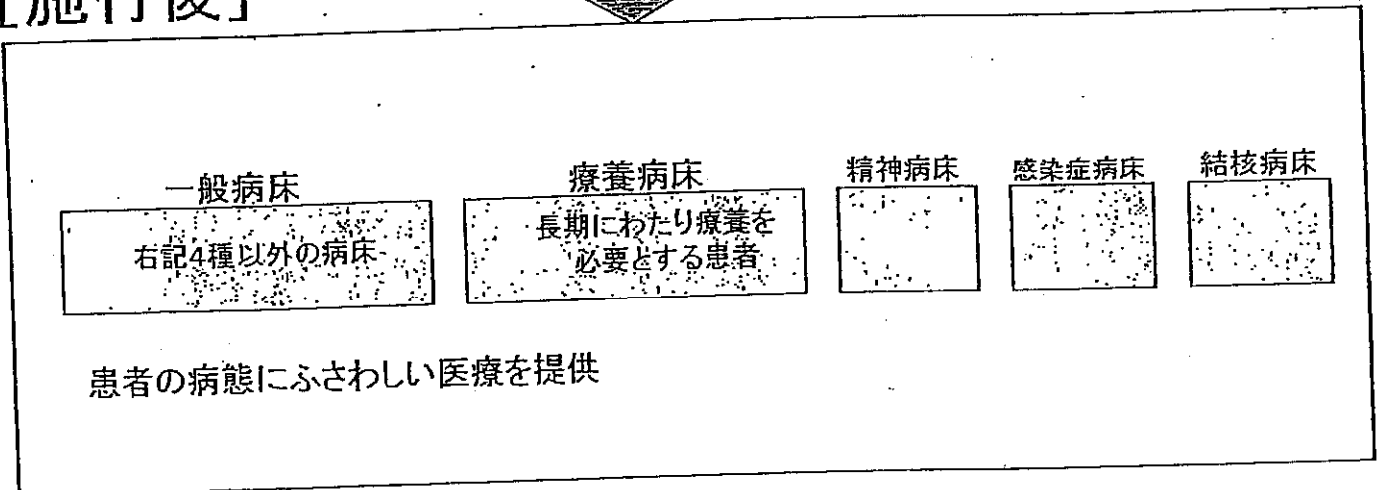 [施行後]
一般病床
療養病床
精神病床
感染症病床
結核病床
右記4種以外の病床
長期にわたり療養を
必要とする患者
患者の病態にふさわしい医療を提供